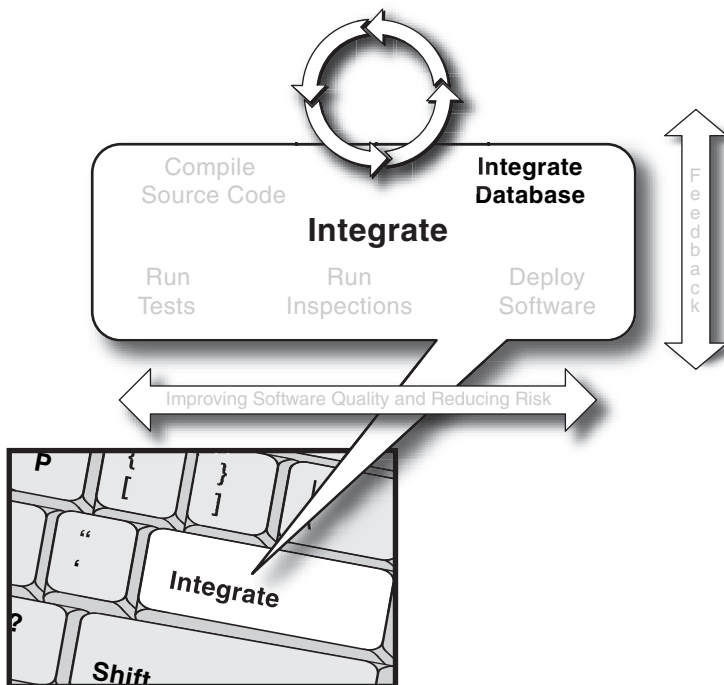 Compile
Source Code
Integrate
Database
Integrate
Run
Tests
Run
Inspections
Deploy
Software
Feedback
Improving Software Quality and Reducing Risk
P
{
[
}
]
“
‘
Integrate
?
Shift